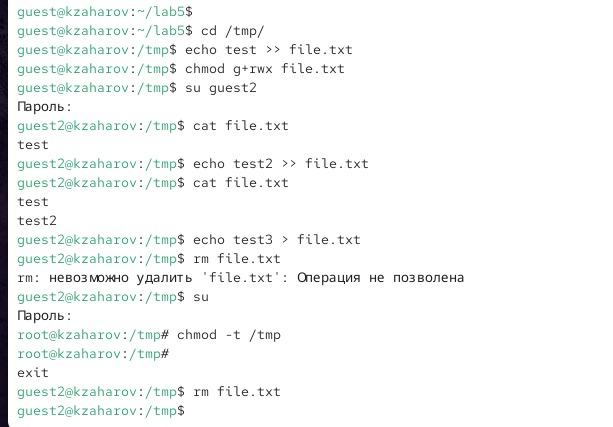 guest@kzaharov:~/lab5$
guest@kzaharov:~/lab5$ cd /tmp/
guest@kzaharov:/tmp$ echo test >> file.txt
guest@kzaharov:/tmp$ chmod g+rwx file.txt
guest@kzaharov:/tmp$ su guest2
Пароль:
guest2@kzaharov:/tmp$ cat file.txt
test
guest2@kzaharov:/tmp$ echo test2 >> file.txt
guest2@kzaharov:/tmp$ cat file.txt
test
test2
guest2@kzaharov:/tmp$ echo test3 > file.txt
guest2@kzaharov:/tmp$ rm file.txt
rm: невозможно удалить 'file.txt': Операция не позволена
guest2@kzaharov:/tmp$ su
Пароль:
root@kzaharov:/tmp# chmod -t /tmp
root@kzaharov:/tmp#
exit
guest2@kzaharov:/tmp$ rm file.txt
guest2@kzaharov:/tmp$